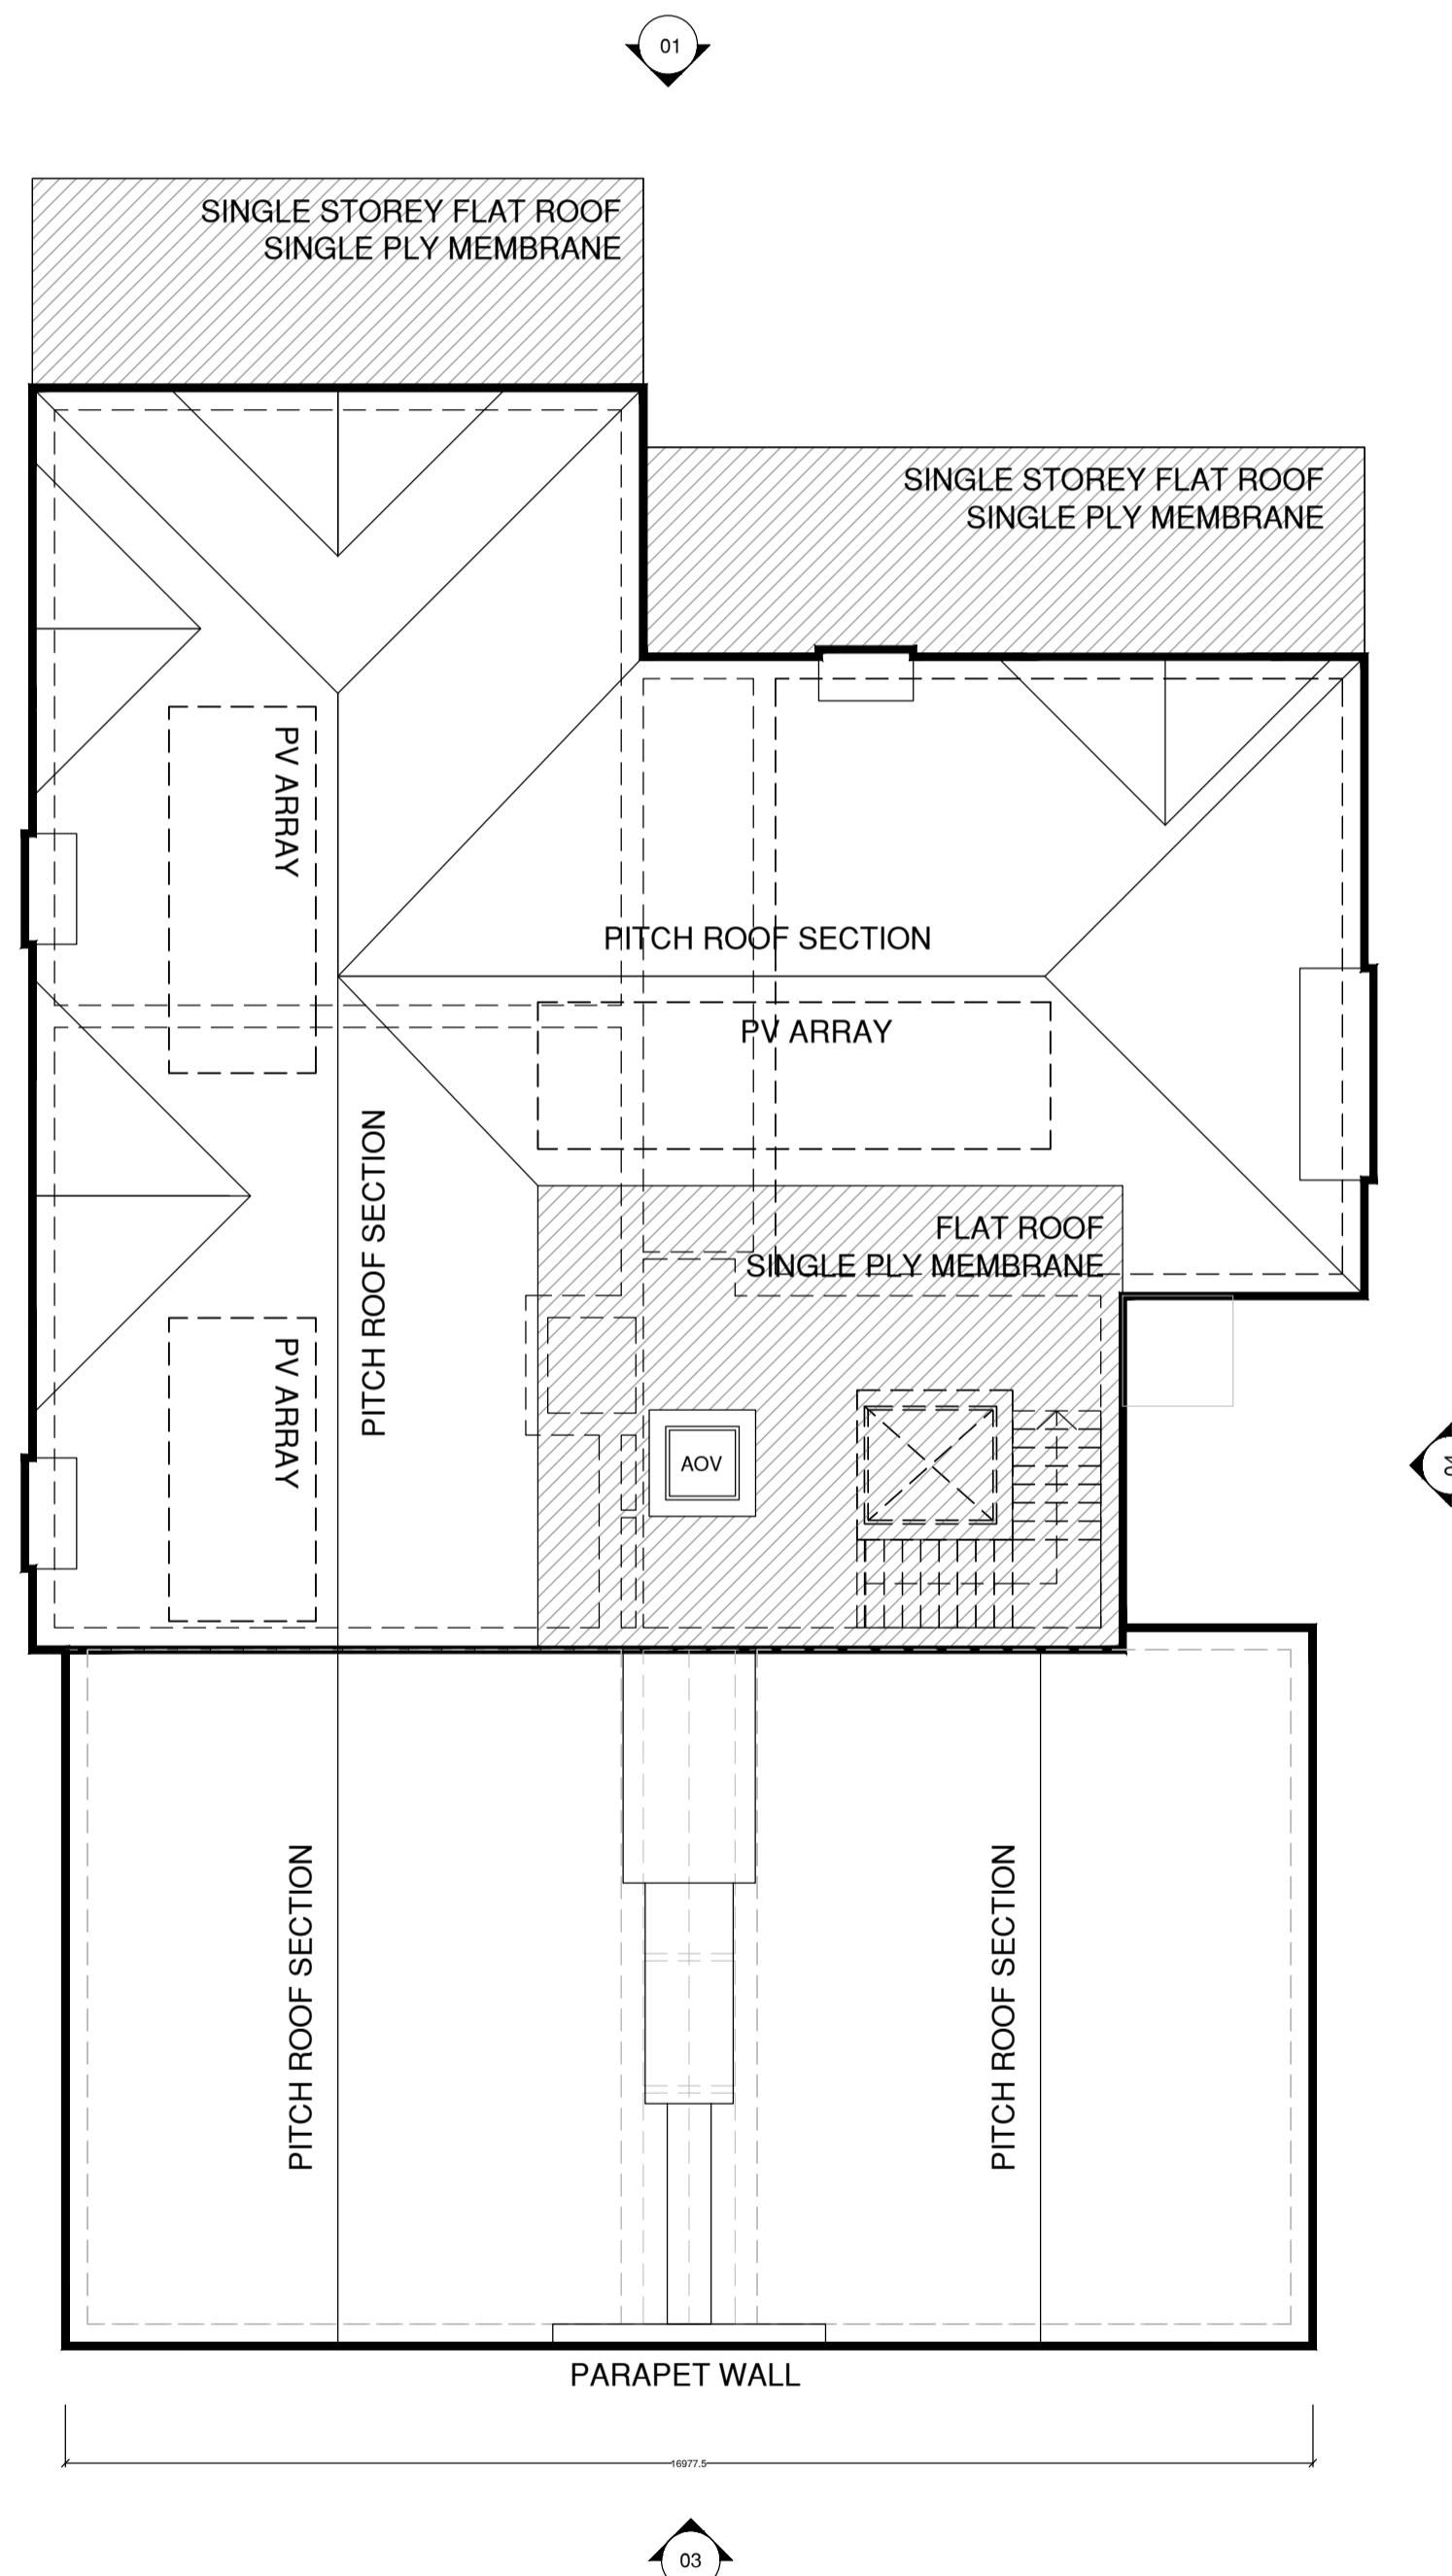 01
SINGLE STOREY FLAT ROOF
SINGLE PLY MEMBRANE
SINGLE STOREY FLAT ROOF
SINGLE PLY MEMBRANE
PV ARRAY
PITCH ROOF SECTION
PV ARRAY
PITCH ROOF SECTION
FLAT ROOF
SINGLE PLY MEMBRANE
PV ARRAY
AOV
PITCH ROOF SECTION
PITCH ROOF SECTION
PARAPET WALL
16977.5
03